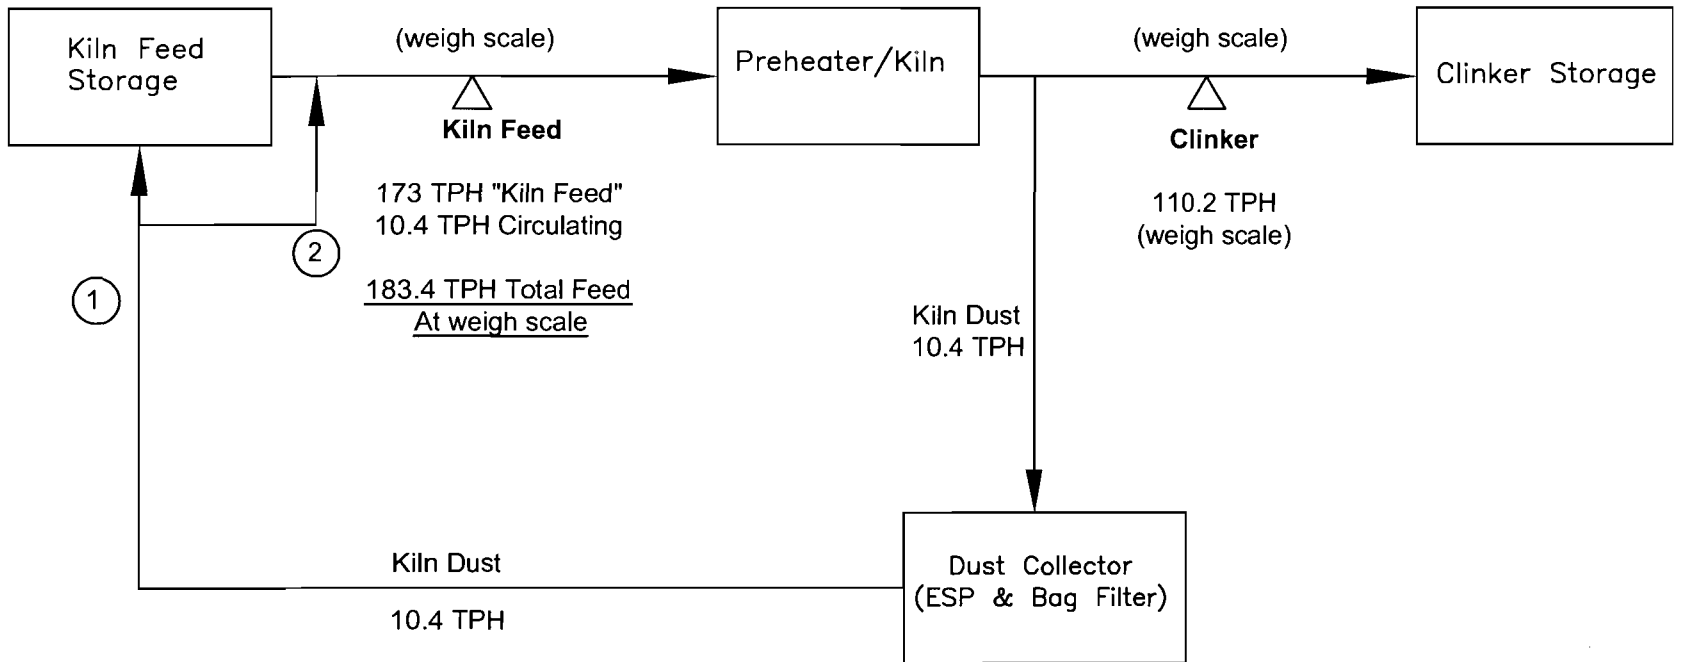 Kiln Feed
Storage
(weigh scale)
Kiln Feed
173 TPH "Kiln Feed"
10.4 TPH Circulating
183.4 TPH Total Feed
At weigh scale
Preheater/Kiln
(weigh scale)
Clinker
110.2 TPH
(weigh scale)
Clinker Storage
1
2
Kiln Dust
10.4 TPH
Kiln Dust
10.4 TPH
Dust Collector
(ESP & Bag Filter)